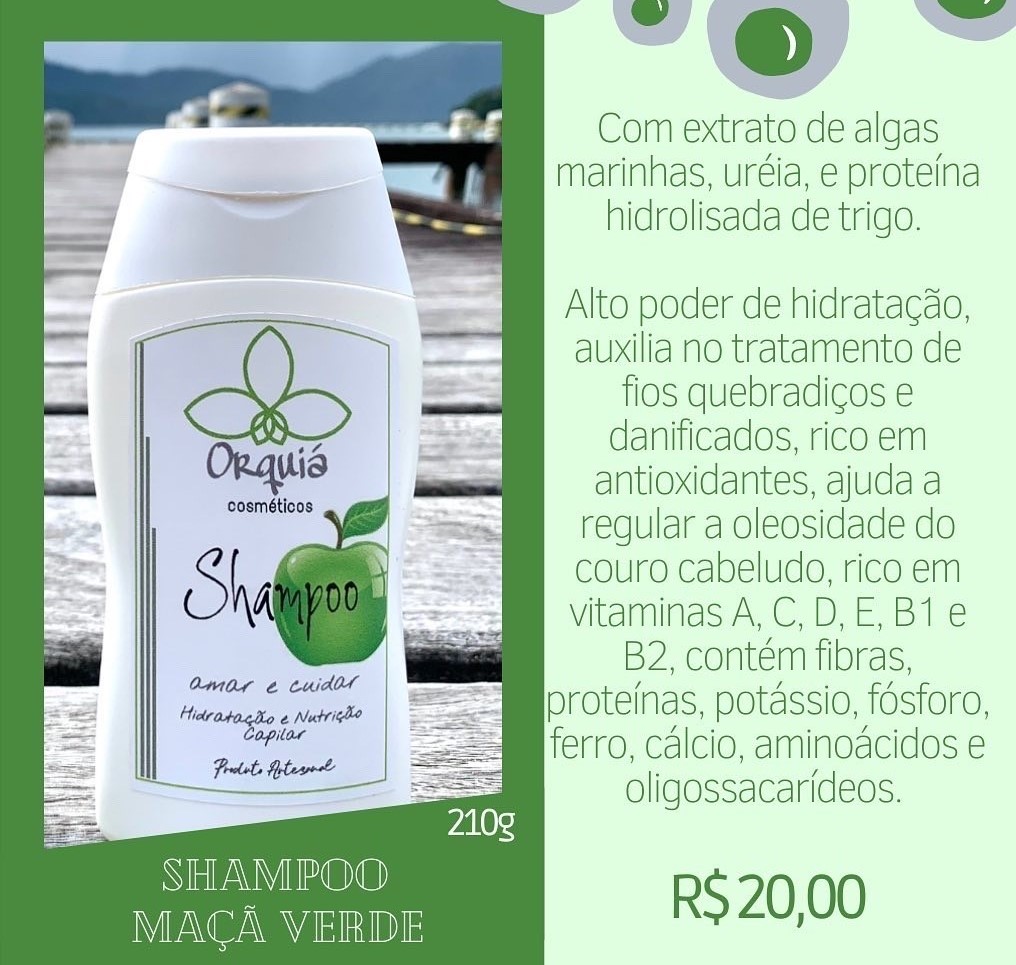 Orquiá
cosméticos
Shampoo
amar e cuidar
Hidratação e Nutrição
Capilar
Produto Artesanal
210g
SHAMPOO
MAÇÃ VERDE
Com extrato de algas
marinhas, uréia, e proteína
hidrolisada de trigo.
Alto poder de hidratação,
auxilia no tratamento de
fios quebradiços e
danificados, rico em
antioxidantes, ajuda a
regular a oleosidade do
couro cabeludo, rico em
vitaminas A, C, D, E, B1 e
B2, contém fibras,
proteínas, potássio, fósforo,
ferro, cálcio, aminoácidos e
oligossacarídeos.
R$ 20,00